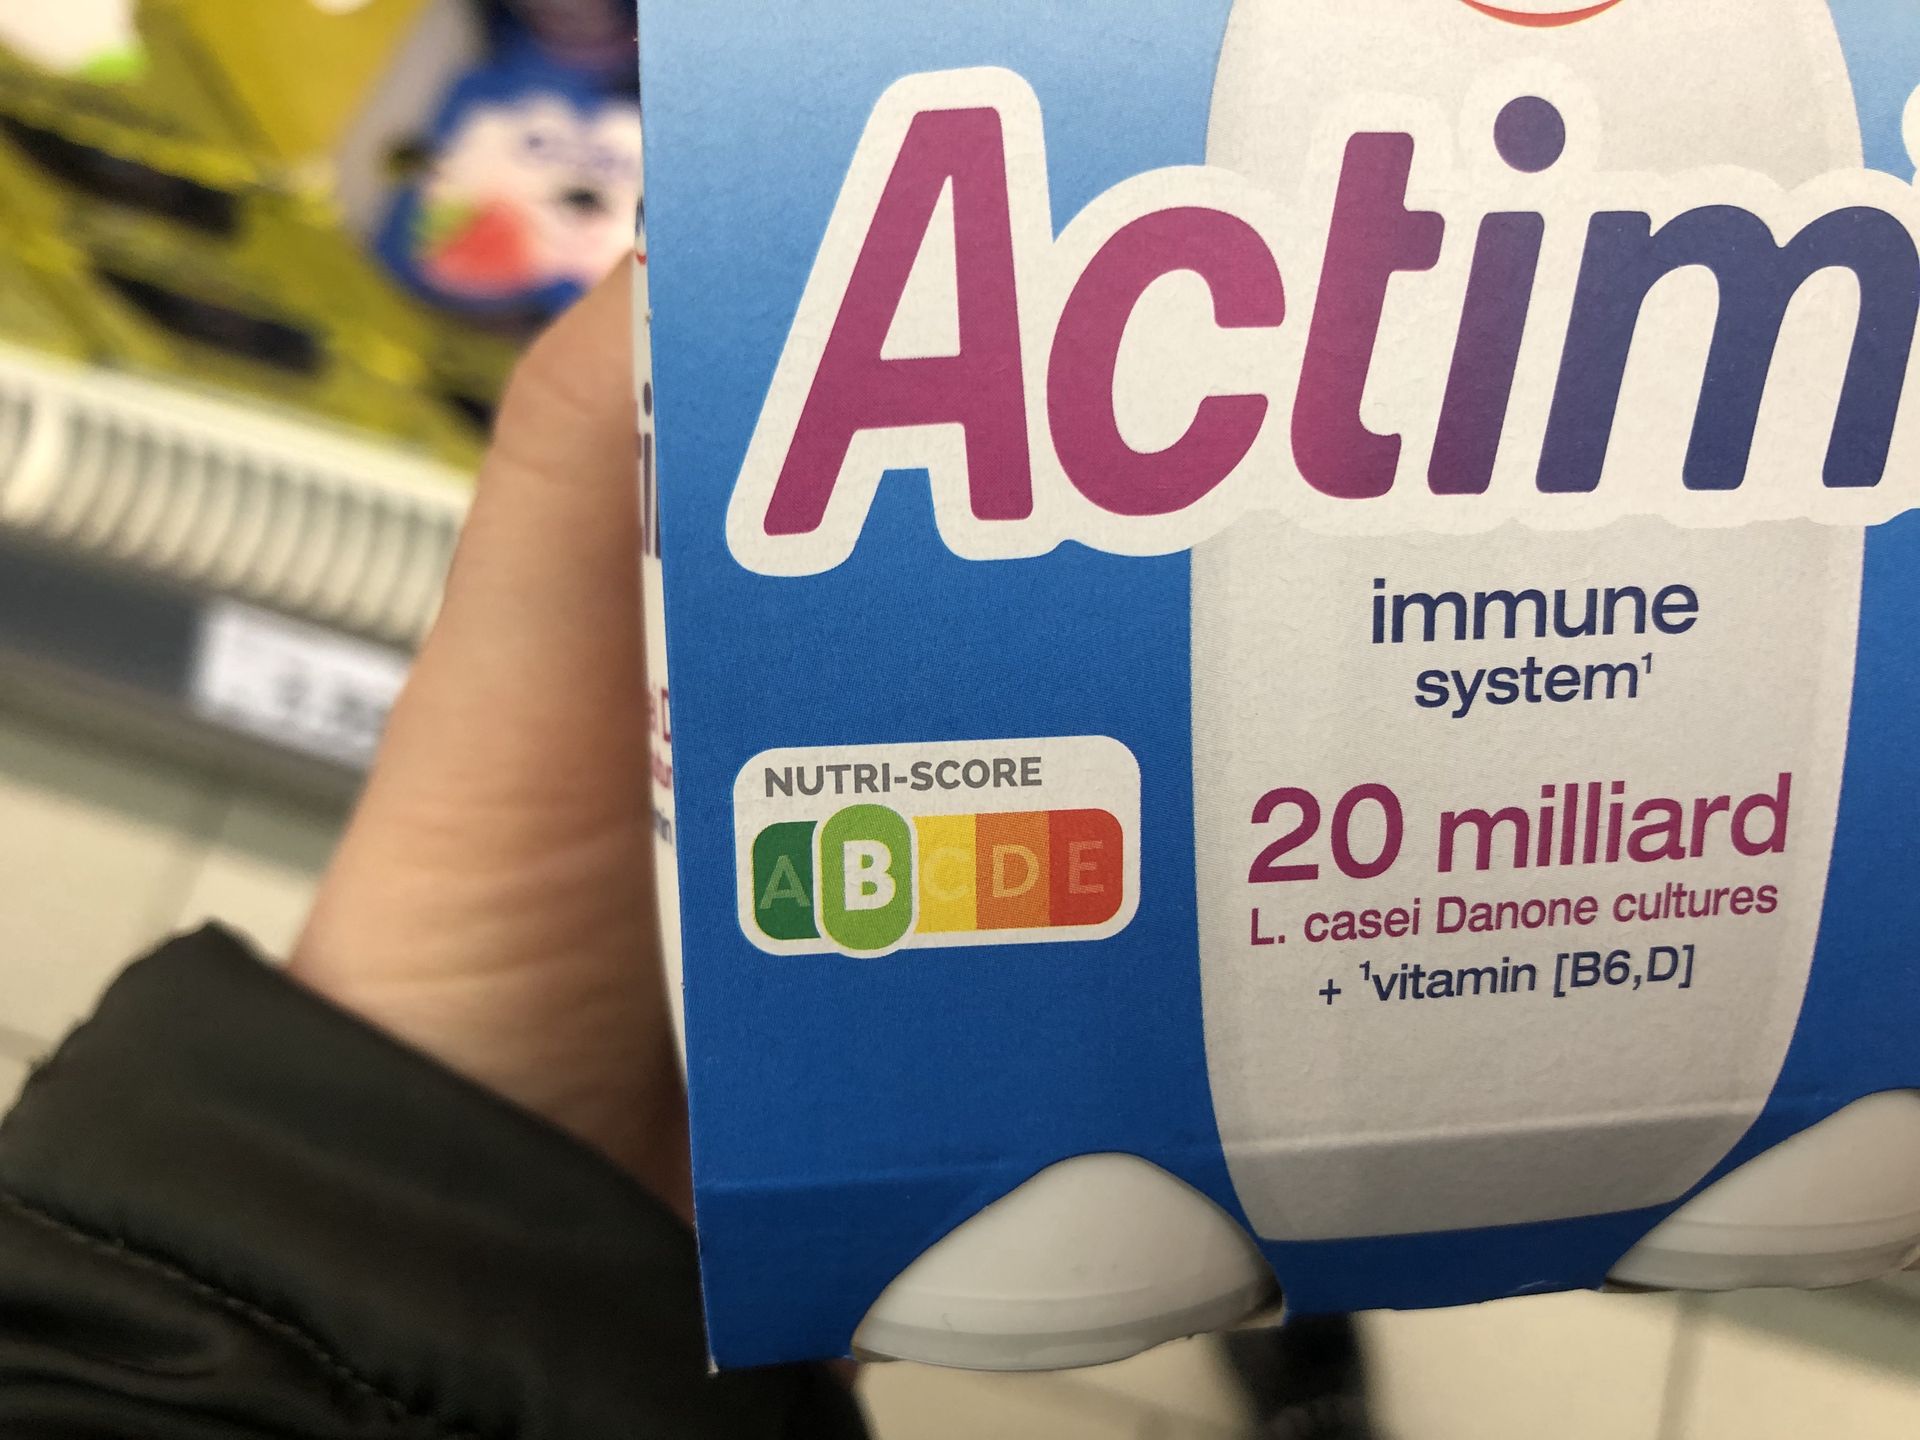 Actim
immune
system¹
NUTRI-SCORE
A B C D E
20 milliard
L. casei Danone cultures
+ ¹vitamin [B6,D]